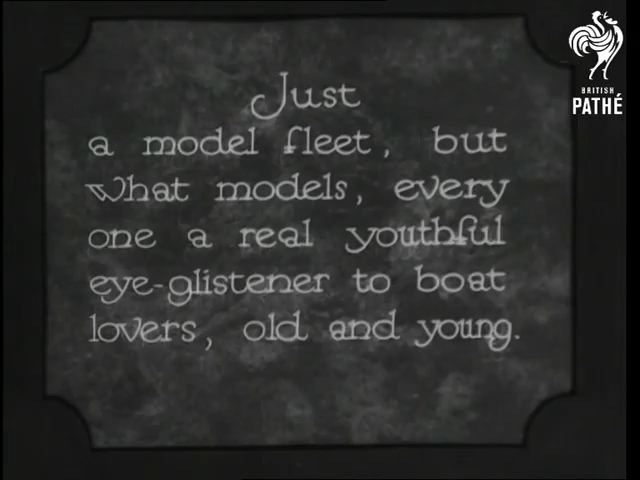 Just
a model fleet, but
what models, every
one a real youthful
eye-glistener to boat
lovers, old and young.
BRITISH
PATHÉ